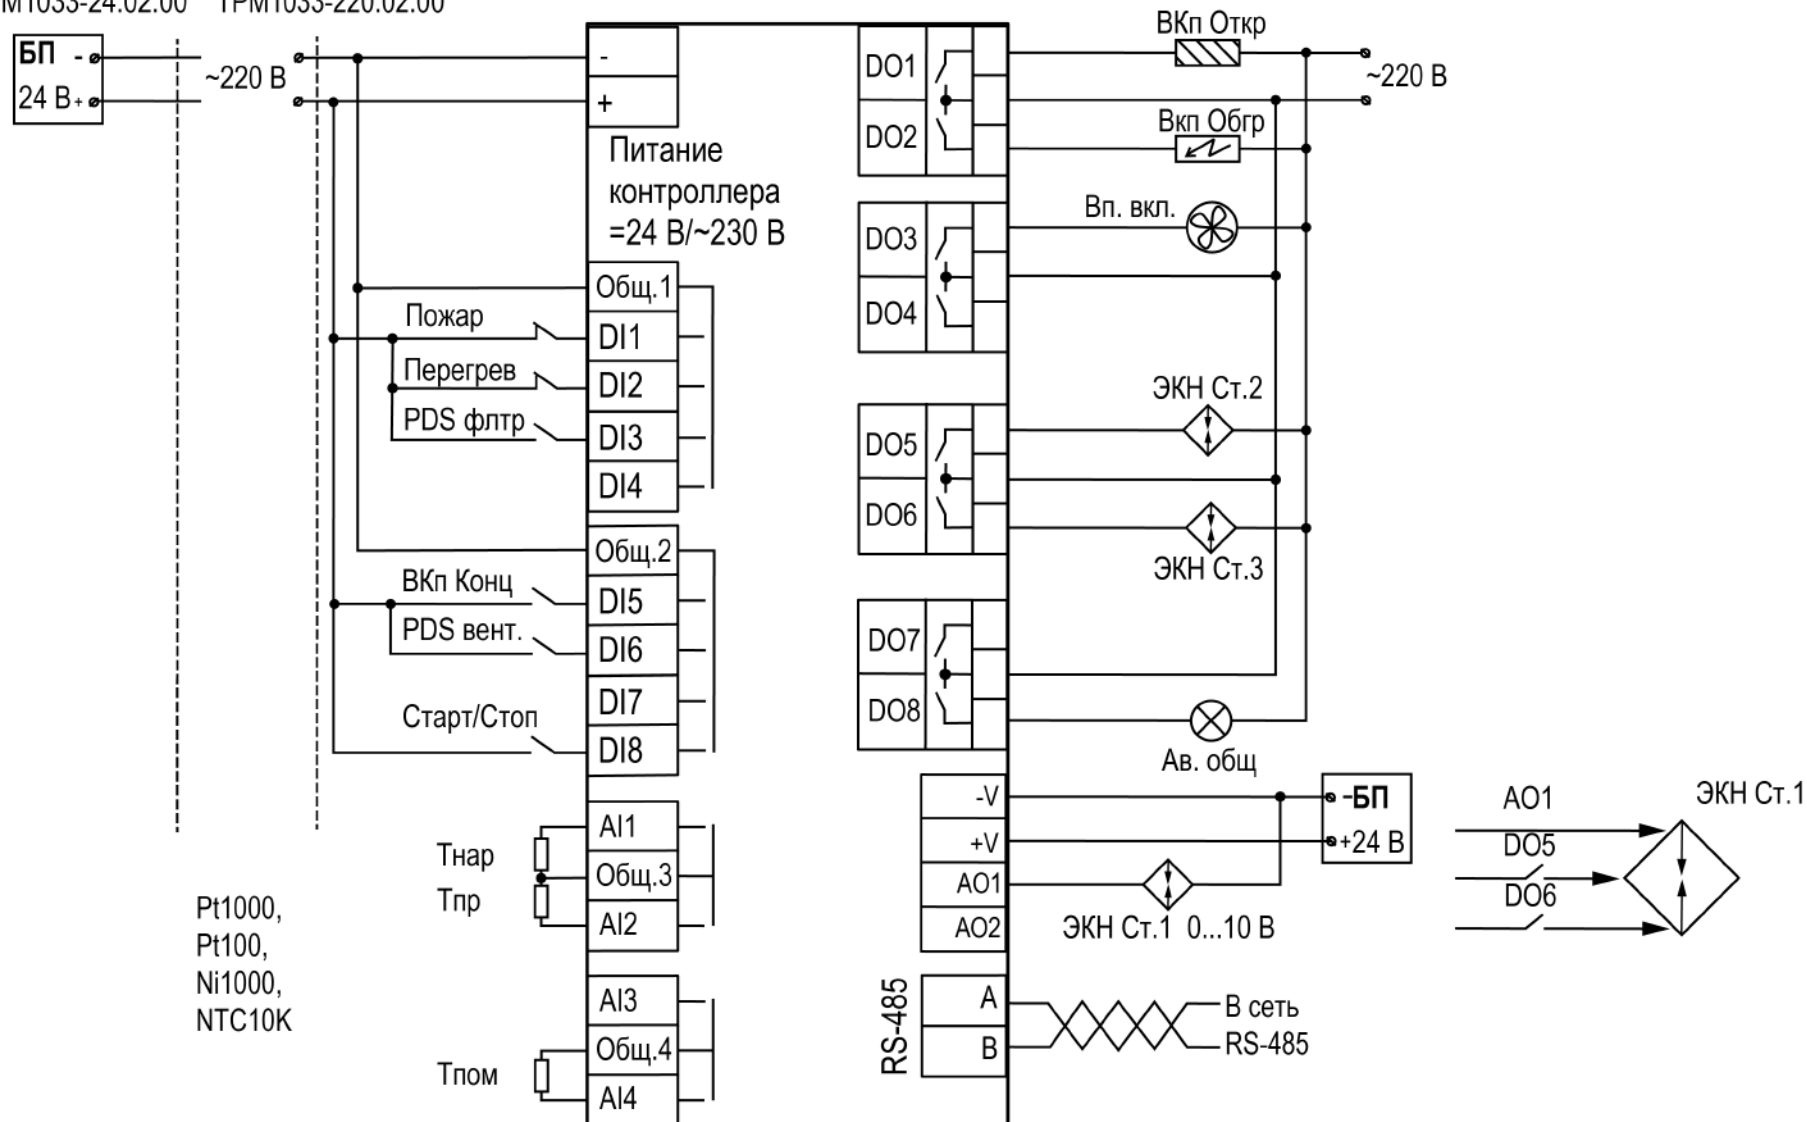 М1033-24.02.00 ТРМ1033-220.02.00
БП -
24 В +
~220 В
-
+
Питание
контроллера
=24 В/~230 В
Общ.1
Пожар
DI1
Перегрев
DI2
PDS флтр
DI3
DI4
Общ.2
ВКп Конц
DI5
PDS вент.
DI6
DI7
Старт/Стоп
DI8
AI1
Тнар
Общ.3
Тпр
AI2
Pt1000,
Pt100,
Ni1000,
NTC10K
AI3
Общ.4
Тпом
AI4
DO1
ВКп Откр
~220 В
DO2
Вкп Обгр
DO3
Вп. вкл.
DO4
DO5
ЭКН Ст.2
DO6
ЭКН Ст.3
DO7
DO8
Ав. общ
-V
-БП
+V
+24 В
AO1
AO2
ЭКН Ст.1 0...10 В
AO1
ЭКН Ст.1
DO5
DO6
RS-485
A
B
В сеть
RS-485